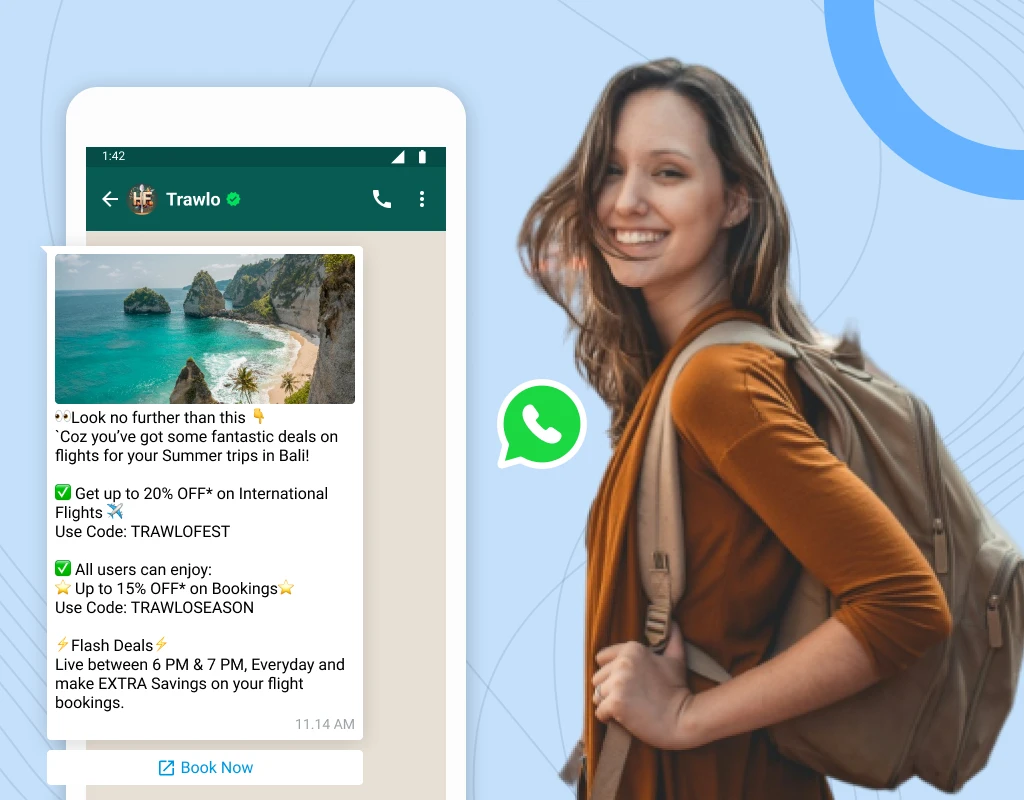 1:42
HF
Trawlo
👀Look no further than this 👇
`Coz you’ve got some fantastic deals on
flights for your Summer trips in Bali!
✅ Get up to 20% OFF* on International
Flights ✈️
Use Code: TRAWLOFEST
✅ All users can enjoy:
⭐ Up to 15% OFF* on Bookings⭐
Use Code: TRAWLOSEASON
⚡Flash Deals⚡
Live between 6 PM & 7 PM, Everyday and
make EXTRA Savings on your flight
bookings.
11.14 AM
Book Now